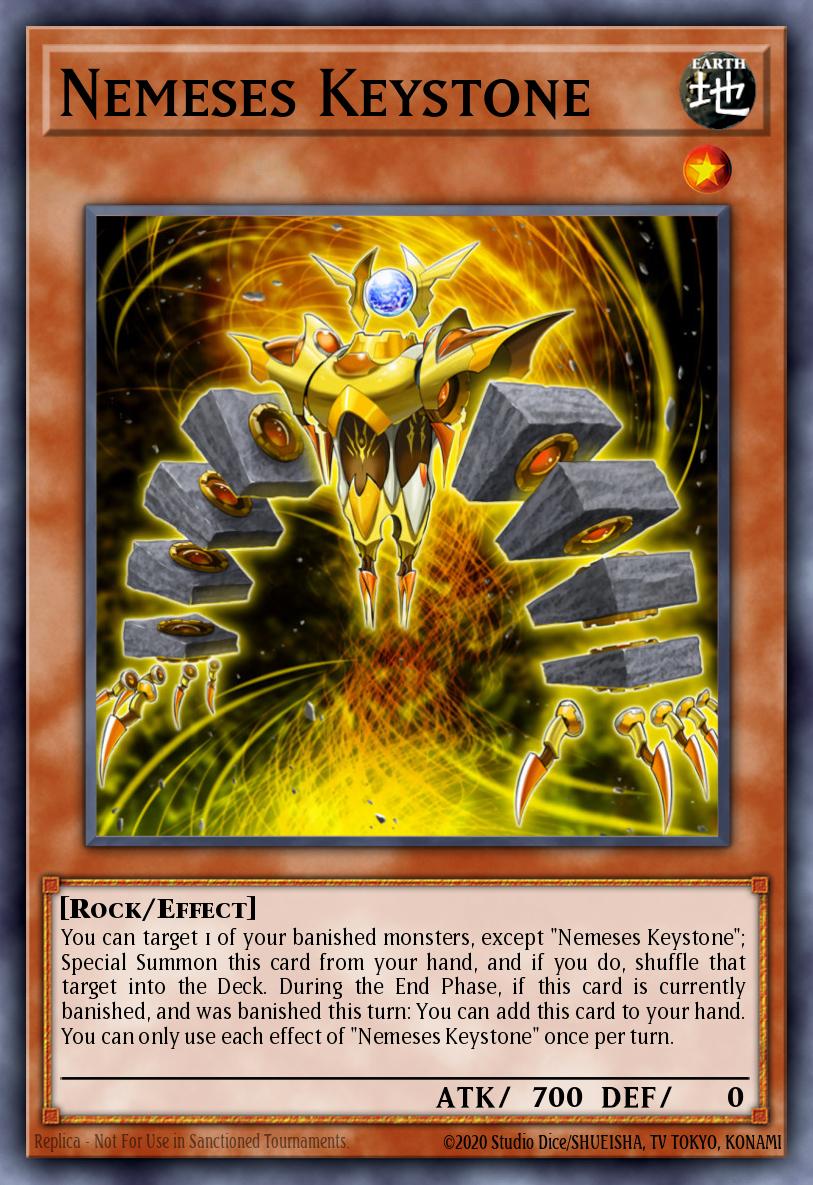 Nemeses Keystone
EARTH
地
[Rock/Effect]
You can target 1 of your banished monsters, except "Nemeses Keystone";
Special Summon this card from your hand, and if you do, shuffle that
target into the Deck. During the End Phase, if this card is currently
banished, and was banished this turn: You can add this card to your hand.
You can only use each effect of "Nemeses Keystone" once per turn.
ATK/ 700 DEF/ 0
Replica - Not For Use in Sanctioned Tournaments.
©2020 Studio Dice/SHUEISHA, TV TOKYO, KONAMI